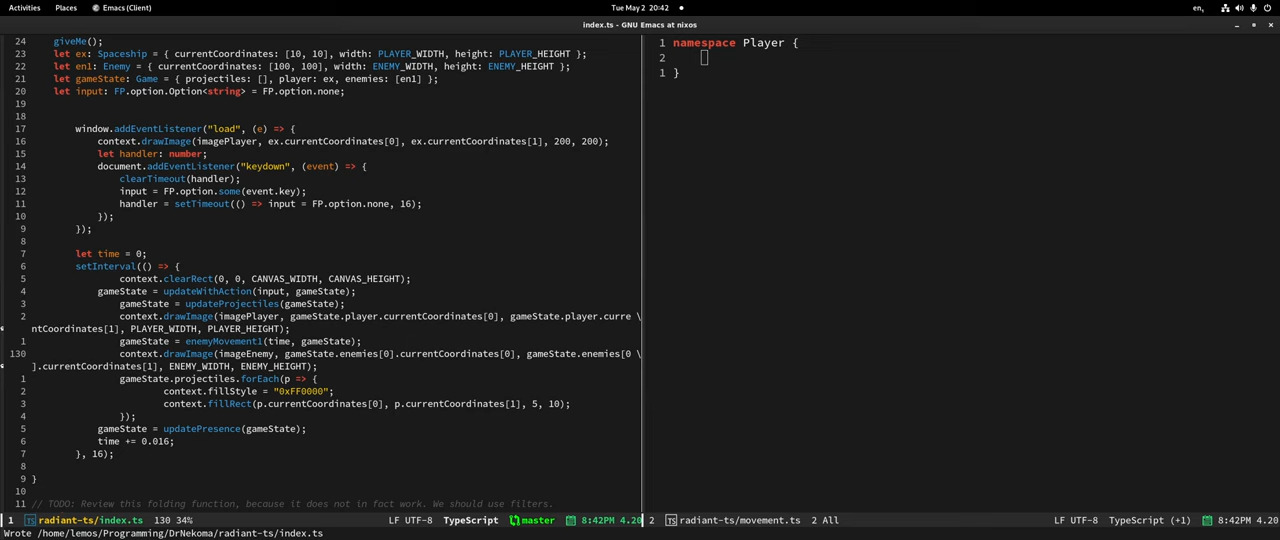 Activities Places Emacs (Client) Tue May 2 20:42 en,
index.ts - GNU Emacs at nixos
24 giveMe();
23 let ex: Spaceship = { currentCoordinates: [10, 10], width: PLAYER_WIDTH, height: PLAYER_HEIGHT };
22 let en1: Enemy = { currentCoordinates: [100, 100], width: ENEMY_WIDTH, height: ENEMY_HEIGHT };
21 let gameState: Game = { projectiles: [], player: ex, enemies: [en1] };
20 let input: FP.option.Option<string> = FP.option.none;
19
18
17 window.addEventListener("load", (e) => {
16 context.drawImage(imagePlayer, ex.currentCoordinates[0], ex.currentCoordinates[1], 200, 200);
15 let handler: number;
14 document.addEventListener("keydown", (event) => {
13 clearTimeout(handler);
12 input = FP.option.some(event.key);
11 handler = setTimeout(() => input = FP.option.none, 16);
10 });
9 });
8
7 let time = 0;
6 setInterval(() => {
5 context.clearRect(0, 0, CANVAS_WIDTH, CANVAS_HEIGHT);
4 gameState = updateWithAction(input, gameState);
3 gameState = updateProjectiles(gameState);
2 context.drawImage(imagePlayer, gameState.player.currentCoordinates[0], gameState.player.curre \
ntCoordinates[1], PLAYER_WIDTH, PLAYER_HEIGHT);
1 gameState = enemyMovement1(time, gameState);
130 context.drawImage(imageEnemy, gameState.enemies[0].currentCoordinates[0], gameState.enemies[0 \
].currentCoordinates[1], ENEMY_WIDTH, ENEMY_HEIGHT);
1 gameState.projectiles.forEach(p => {
2 context.fillStyle = "0xFF0000";
3 context.fillRect(p.currentCoordinates[0], p.currentCoordinates[1], 5, 10);
4 });
5 gameState = updatePresence(gameState);
6 time += 0.016;
7 }, 16);
8
9 }
10
11 // TODO: Review this folding function, because it does not in fact work. We should use filters.
1 radiant-ts/index.ts 130 34% LF UTF-8 TypeScript master 8:42PM 4.20
Wrote /home/lemos/Programming/DrNekoma/radiant-ts/index.ts
1 namespace Player {
2
1 }
2 radiant-ts/movement.ts 2 All LF UTF-8 TypeScript (+1) 8:42PM 4.20